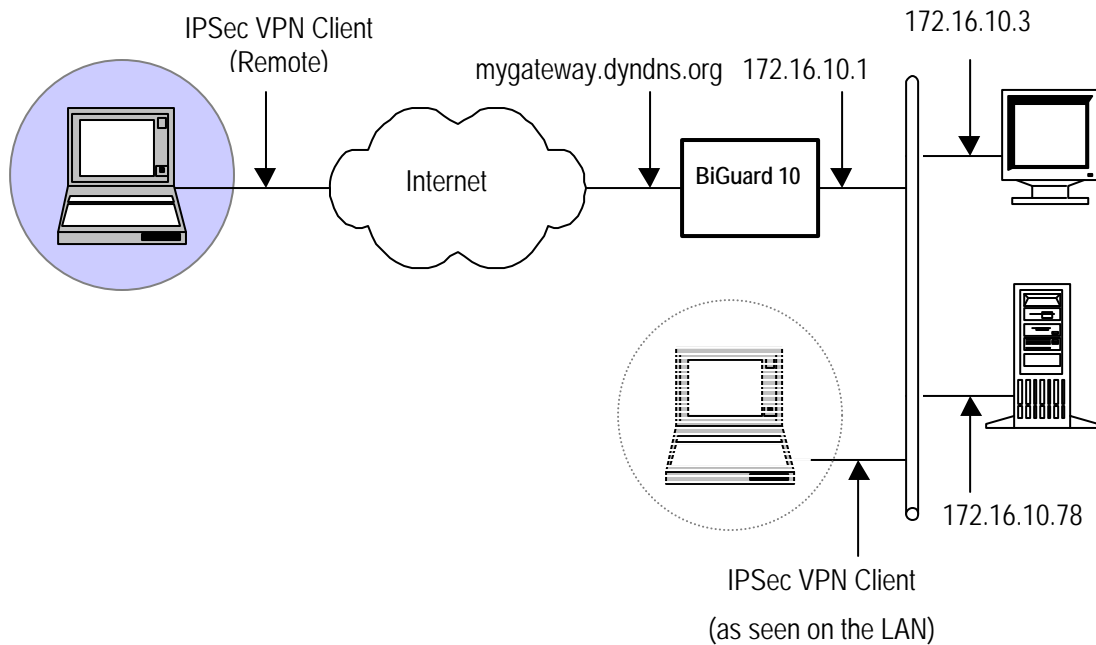 IPSec VPN Client
(Remote)
mygateway.dyndns.org
172.16.10.1
172.16.10.3
Internet
BiGuard 10
172.16.10.78
IPSec VPN Client
(as seen on the LAN)